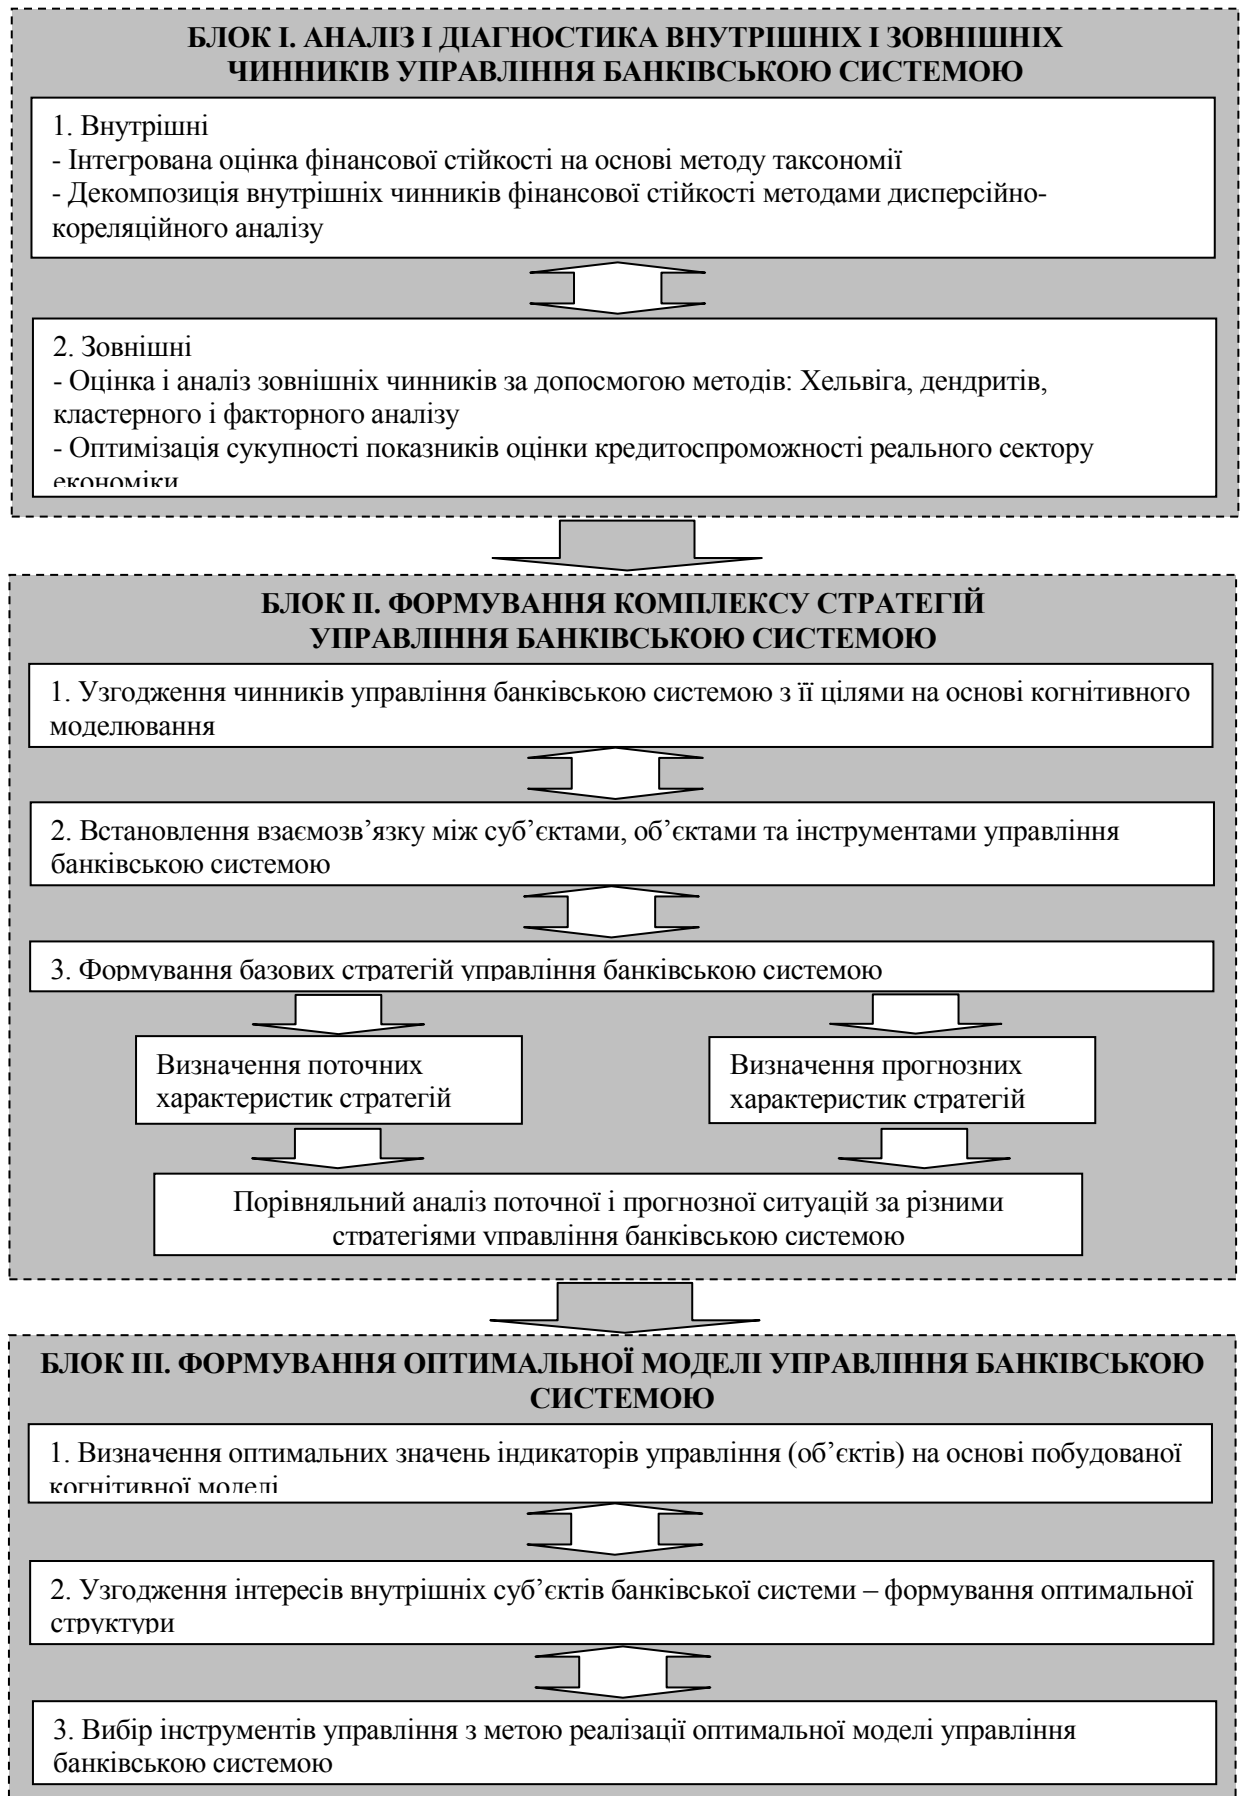 БЛОК І. АНАЛІЗ І ДІАГНОСТИКА ВНУТРІШНІХ І ЗОВНІШНІХ
ЧИННИКІВ УПРАВЛІННЯ БАНКІВСЬКОЮ СИСТЕМОЮ
1. Внутрішні
- Інтегрована оцінка фінансової стійкості на основі методу таксономії
- Декомпозиція внутрішніх чинників фінансової стійкості методами дисперсійно-
кореляційного аналізу
2. Зовнішні
- Оцінка і аналіз зовнішніх чинників за допосмогою методів: Хельвіга, дендритів,
кластерного і факторного аналізу
- Оптимізація сукупності показників оцінки кредитоспроможності реального сектору
економіки
БЛОК ІІ. ФОРМУВАННЯ КОМПЛЕКСУ СТРАТЕГІЙ
УПРАВЛІННЯ БАНКІВСЬКОЮ СИСТЕМОЮ
1. Узгодження чинників управління банківською системою з її цілями на основі когнітивного
моделювання
2. Встановлення взаємозв’язку між суб’єктами, об’єктами та інструментами управління
банківською системою
3. Формування базових стратегій управління банківською системою
Визначення поточних
характеристик стратегій
Визначення прогнозних
характеристик стратегій
Порівняльний аналіз поточної і прогнозної ситуацій за різними
стратегіями управління банківською системою
БЛОК ІІІ. ФОРМУВАННЯ ОПТИМАЛЬНОЇ МОДЕЛІ УПРАВЛІННЯ БАНКІВСЬКОЮ
СИСТЕМОЮ
1. Визначення оптимальних значень індикаторів управління (об’єктів) на основі побудованої
когнітивної моделі
2. Узгодження інтересів внутрішніх суб’єктів банківської системи – формування оптимальної
структури
3. Вибір інструментів управління з метою реалізації оптимальної моделі управління
банківською системою